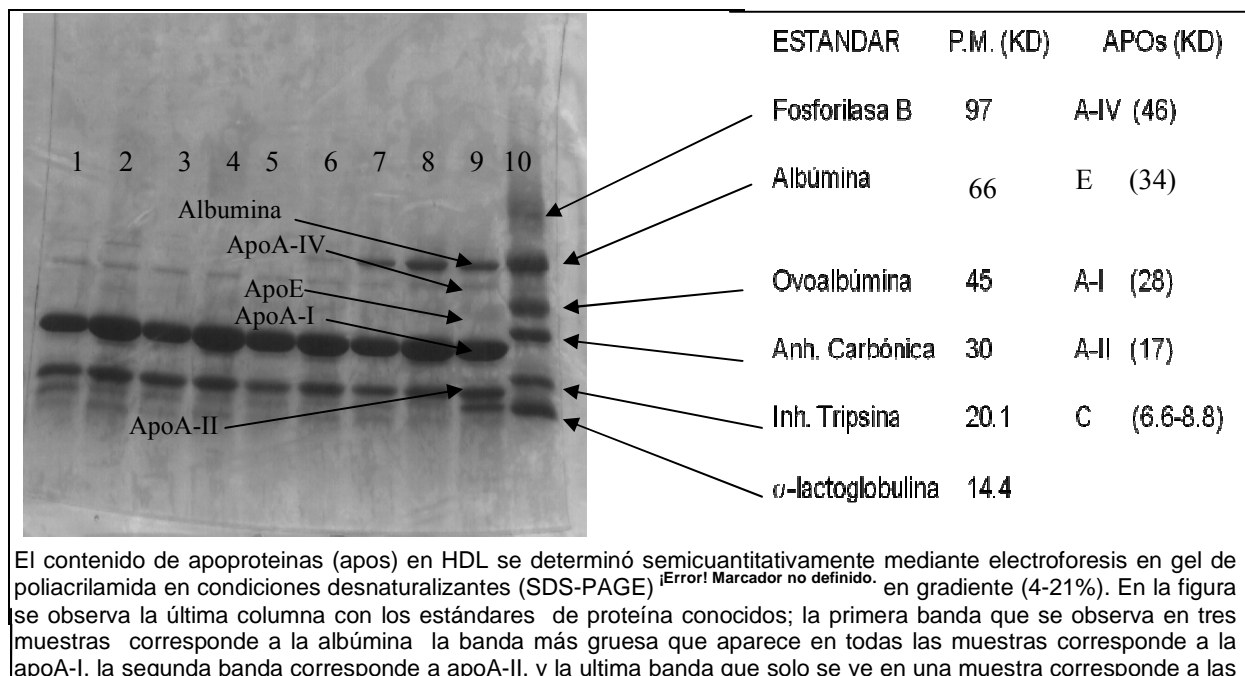 ESTANDAR P.M. (KD) APOs (KD)
Fosforilasa B 97 A-IV (46)
Albúmina 66 E (34)
Ovoalbúmina 45 A-I (28)
Anh. Carbónica 30 A-II (17)
Inh. Tripsina 20.1 C (6.6-8.8)
α-lactoglobulina 14.4
1 2 3 4 5 6 7 8 9 10
Albumina
ApoA-IV
ApoE
ApoA-I
ApoA-II
El contenido de apoproteinas (apos) en HDL se determinó semicuantitativamente mediante electroforesis en gel de
poliacrilamida en condiciones desnaturalizantes (SDS-PAGE) ¡Error! Marcador no definido. en gradiente (4-21%). En la figura
se observa la última columna con los estándares de proteína conocidos; la primera banda que se observa en tres
muestras corresponde a la albúmina la banda más gruesa que aparece en todas las muestras corresponde a la
apoA-I, la segunda banda corresponde a apoA-II, y la ultima banda que solo se ve en una muestra corresponde a las